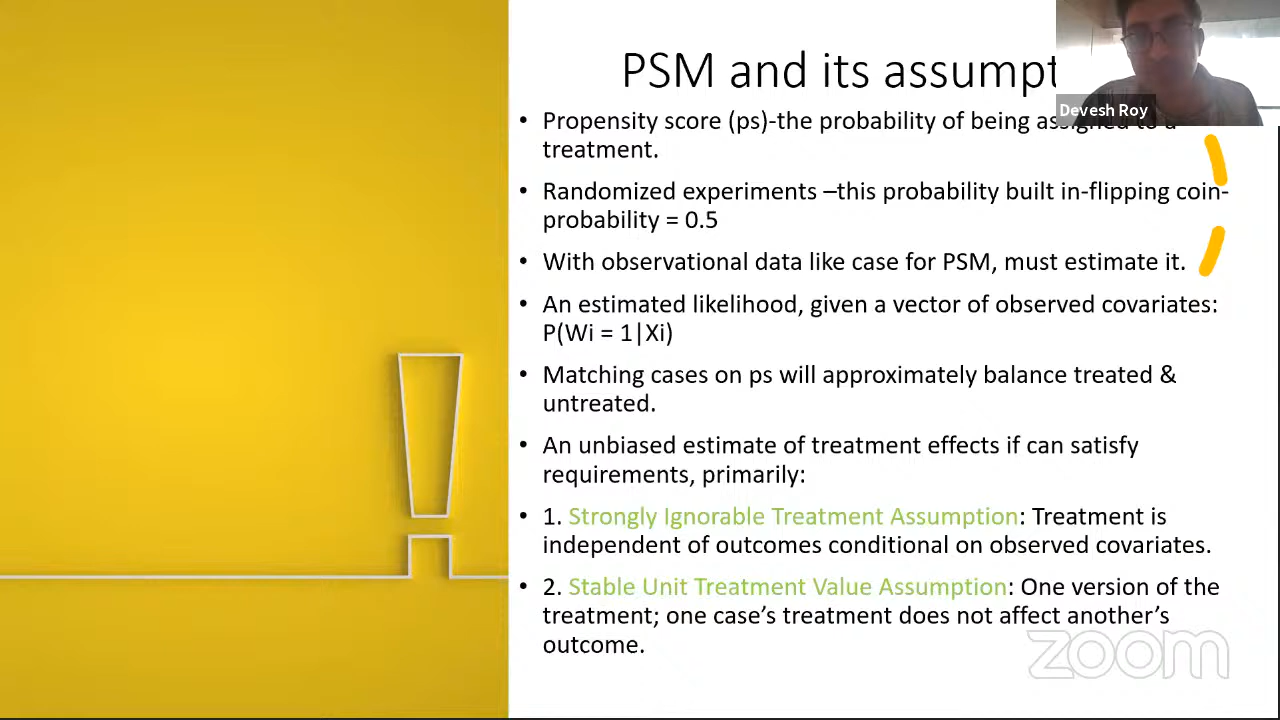 PSM and its assumpt
Devesh Roy
• Propensity score (ps)-the probability of being assigned to a
treatment.
• Randomized experiments –this probability built in-flipping coin-
probability = 0.5
• With observational data like case for PSM, must estimate it.
• An estimated likelihood, given a vector of observed covariates:
P(Wi = 1|Xi)
• Matching cases on ps will approximately balance treated &
untreated.
• An unbiased estimate of treatment effects if can satisfy
requirements, primarily:
• 1. Strongly Ignorable Treatment Assumption: Treatment is
independent of outcomes conditional on observed covariates.
• 2. Stable Unit Treatment Value Assumption: One version of the
treatment; one case’s treatment does not affect another’s
outcome.
zoom